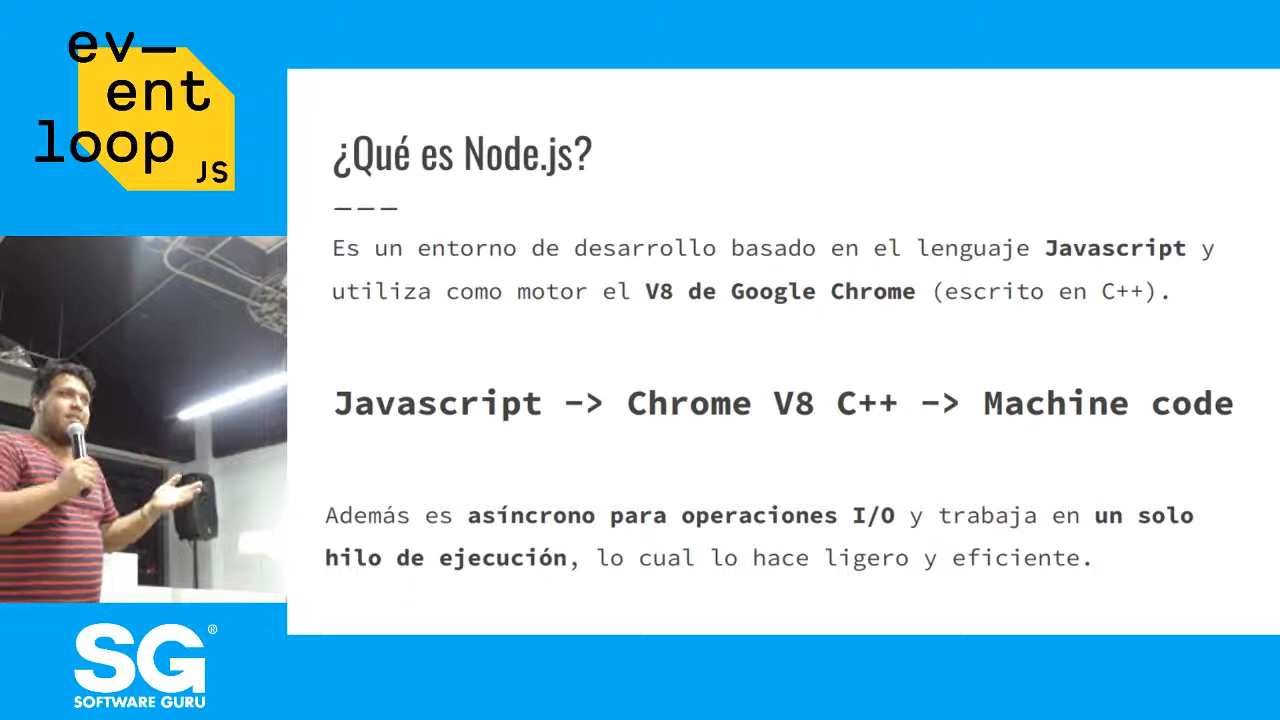 ev—
ent
loop
JS
¿Qué es Node.js?
———
Es un entorno de desarrollo basado en el lenguaje Javascript y
utiliza como motor el V8 de Google Chrome (escrito en C++).
Javascript -> Chrome V8 C++ -> Machine code
Además es asíncrono para operaciones I/O y trabaja en un solo
hilo de ejecución, lo cual lo hace ligero y eficiente.
SG®
SOFTWARE GURU